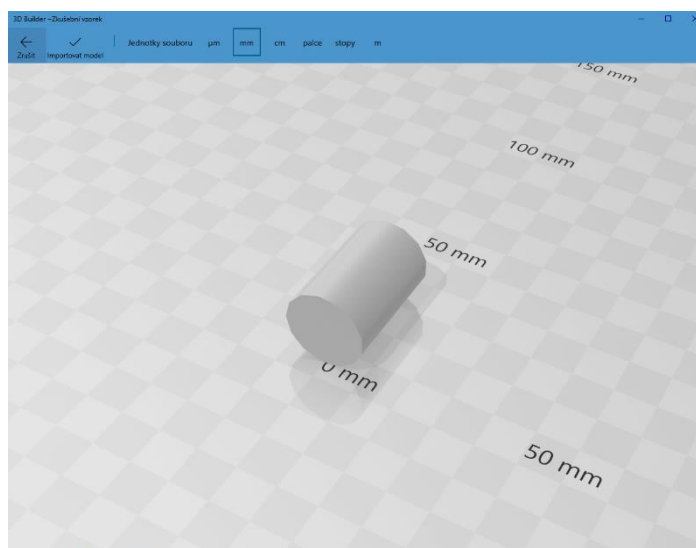 3D Builder –Zkušební vzorek
Zrušit
Importovat model
Jednotky souboru µm mm cm palce stopy m
150 mm
100 mm
50 mm
0 mm
50 mm